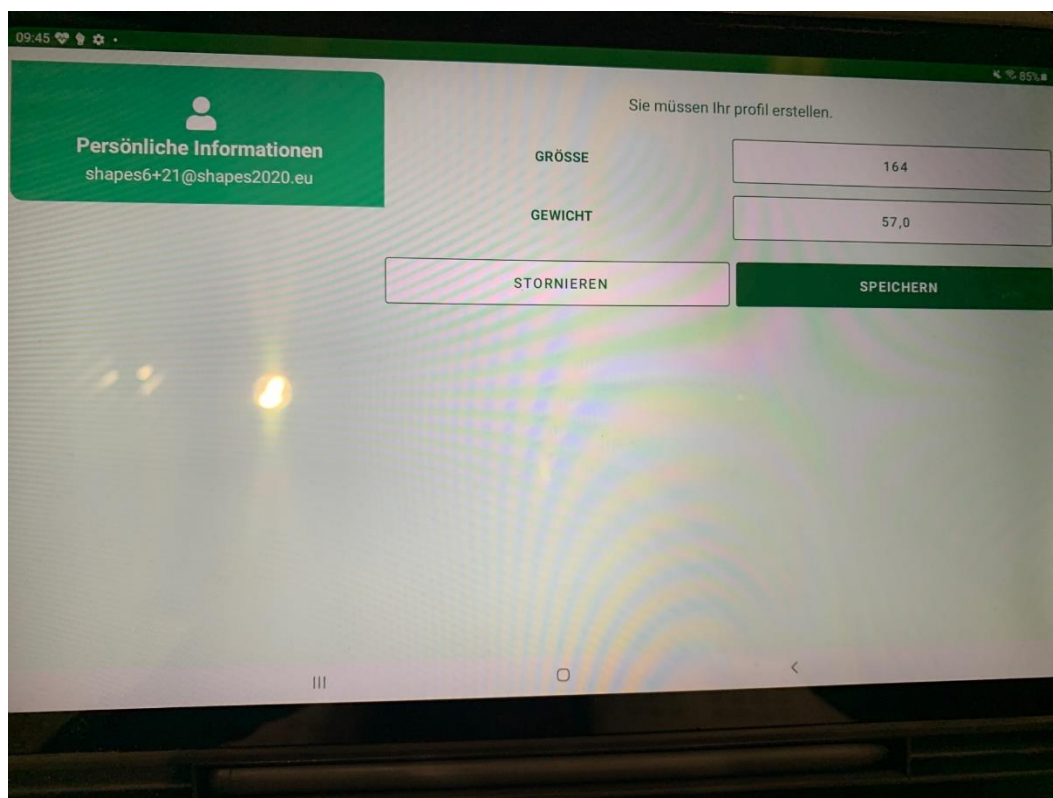 09:45
85%
Persönliche Informationen
shapes6+21@shapes2020.eu
Sie müssen Ihr profil erstellen.
GRÖSSE
164
GEWICHT
57,0
STORNIEREN
SPEICHERN